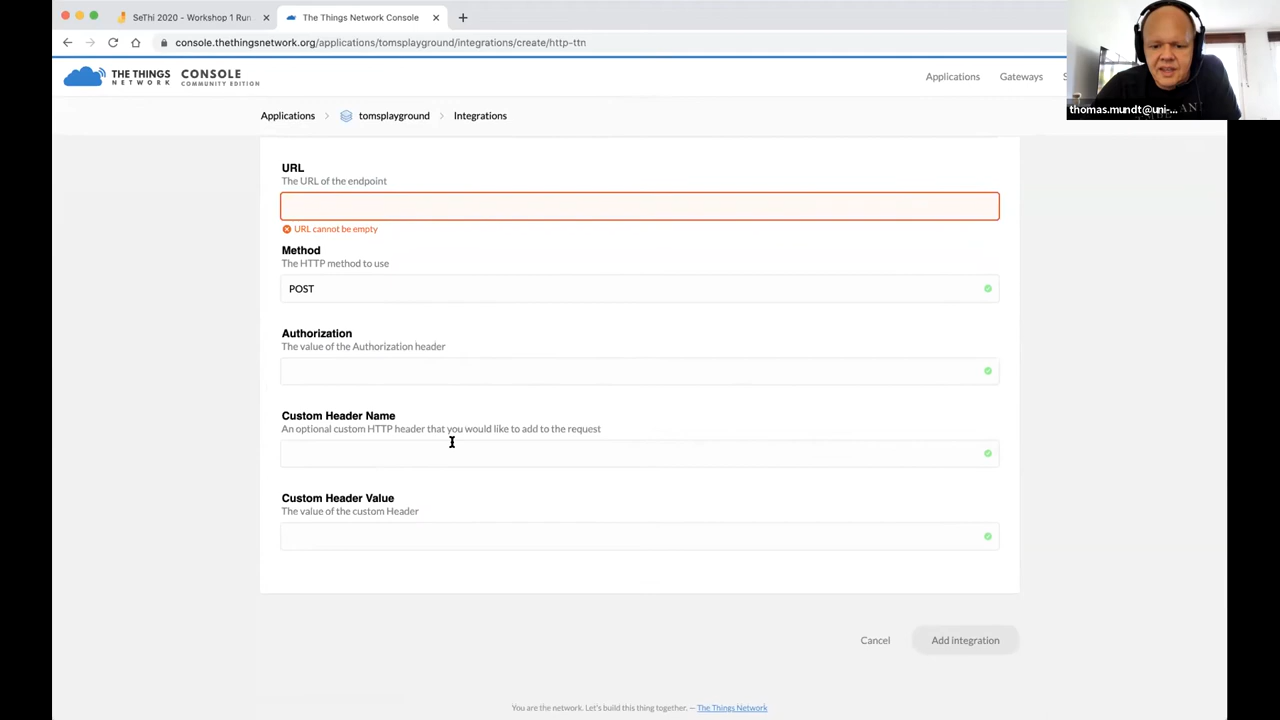 SeThi 2020 - Workshop 1 Run
The Things Network Console
console.thethingsnetwork.org/applications/tomsplayground/integrations/create/http-ttn
THE THINGS NETWORK
CONSOLE
COMMUNITY EDITION
Applications
Gateways
thomas.mundt@uni-...
Applications
tomsplayground
Integrations
URL
The URL of the endpoint
URL cannot be empty
Method
The HTTP method to use
POST
Authorization
The value of the Authorization header
Custom Header Name
An optional custom HTTP header that you would like to add to the request
Custom Header Value
The value of the custom Header
Cancel
Add integration
You are the network. Let's build this thing together. — The Things Network